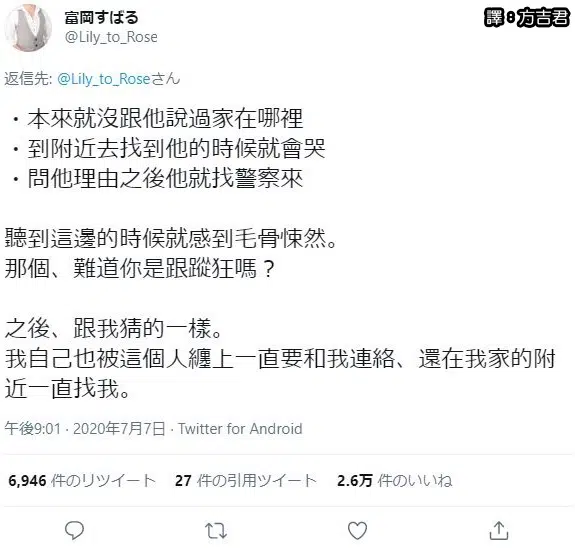 富岡すばる
@Lily_to_Rose
譯θ方吉君
返信先: @Lily_to_Roseさん
・本來就沒跟他說過家在哪裡
・到附近去找到他的時候就會哭
・問他理由之後他就找警察來
聽到這邊的時候就感到毛骨悚然。
那個、難道你是跟蹤狂嗎？
之後、跟我猜的一樣。
我自己也被這個人纏上一直要和我連絡、還在我家的附
近一直找我。
午後9:01 · 2020年7月7日 · Twitter for Android
6,946 件のリツイート 27 件の引用ツイート 2.6万 件のいいね